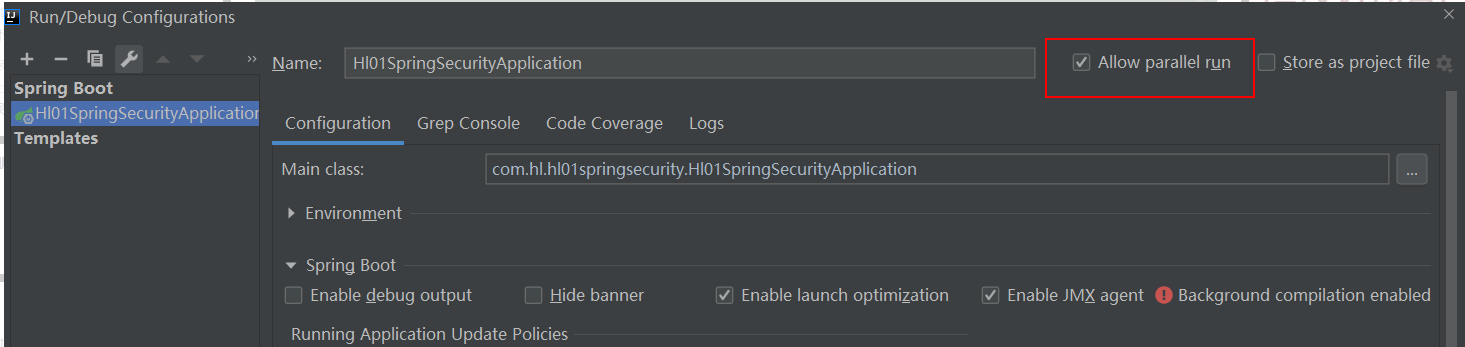 Run/Debug Configurations
Name: Hl01SpringSecurityApplication Allow parallel run Store as project file
Spring Boot
Hl01SpringSecurityApplication
Templates
Configuration Grep Console Code Coverage Logs
Main class: com.hl.hl01springsecurity.Hl01SpringSecurityApplication ...
Environment
Spring Boot
Enable debug output Hide banner Enable launch optimization Enable JMX agent Background compilation enabled
Running Application Update Policies